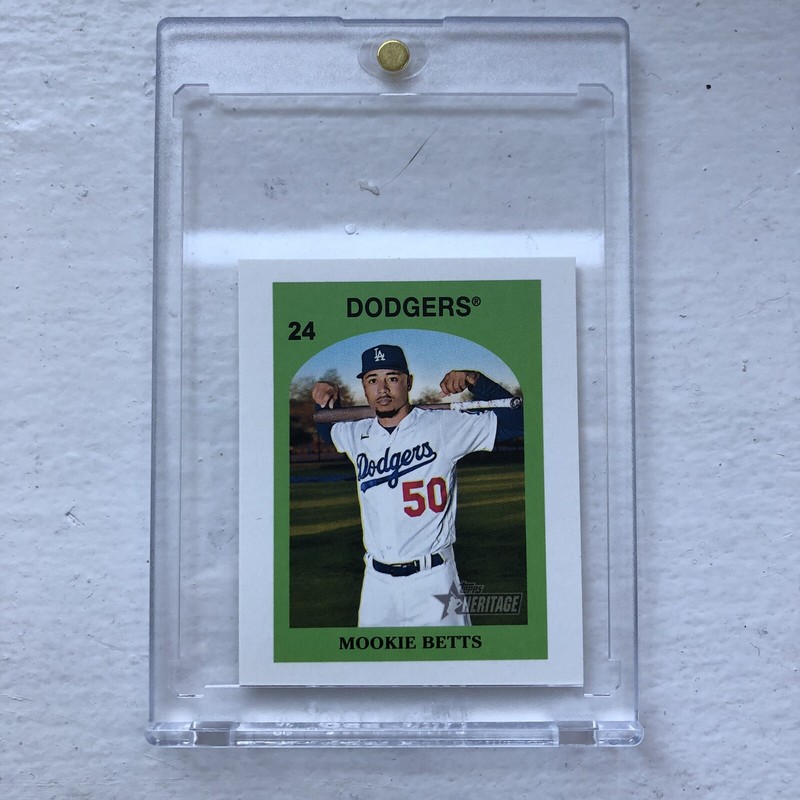 DODGERS®
24
LA
Dodgers
50
Topps
HERITAGE
MOOKIE BETTS